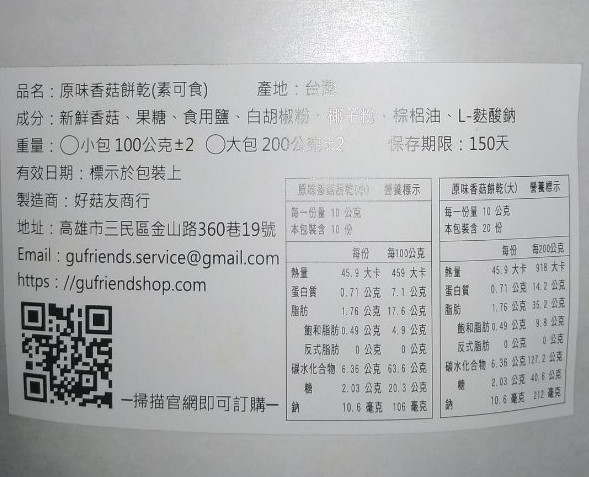 品名：原味香菇餅乾(素可食) 產地：台灣
成分：新鮮香菇、果糖、食用鹽、白胡椒粉、椰子粉、棕梠油、L-麩酸鈉
重量：○小包 100公克±2 ○大包 200公克±2 保存期限：150天
有效日期：標示於包裝上
製造商：好菇友商行
地址：高雄市三民區金山路360巷19號
Email：gufriends.service@gmail.com
https：//gufriendshop.com
一掃描官網即可訂購一
原味香菇餅乾(小) 營養標示
每一份量 10 公克
本包裝含 10 份
每份 每100公克
熱量 45.9 大卡 459 大卡
蛋白質 0.71 公克 7.1 公克
脂肪 1.76 公克 17.6 公克
飽和脂肪 0.49 公克 4.9 公克
反式脂肪 0 公克 0 公克
碳水化合物 6.36 公克 63.6 公克
糖 2.03 公克 20.3 公克
鈉 10.6 毫克 106 毫克
原味香菇餅乾(大) 營養標示
每一份量 10 公克
本包裝含 20 份
每份 每200公克
熱量 45.9 大卡 918 大卡
蛋白質 0.71 公克 14.2 公克
脂肪 1.76 公克 35.2 公克
飽和脂肪 0.49 公克 9.8 公克
反式脂肪 0 公克 0 公克
碳水化合物 6.36 公克 127.2 公克
糖 2.03 公克 40.6 公克
鈉 10.6 毫克 212 毫克